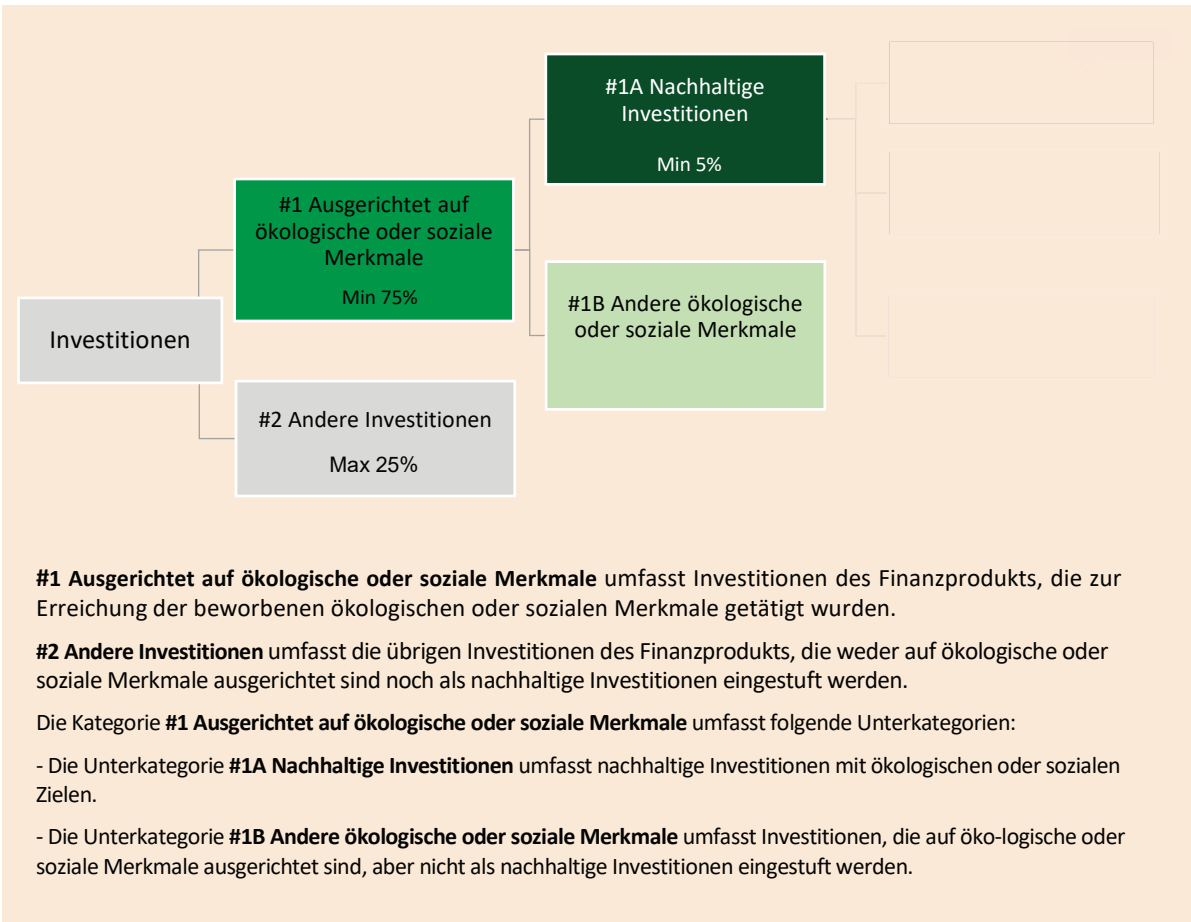 #1A Nachhaltige
Investitionen
Min 5%
#1 Ausgerichtet auf
ökologische oder soziale
Merkmale
Min 75%
#1B Andere ökologische
oder soziale Merkmale
Investitionen
#2 Andere Investitionen
Max 25%
#1 Ausgerichtet auf ökologische oder soziale Merkmale umfasst Investitionen des Finanzprodukts, die zur
Erreichung der beworbenen ökologischen oder sozialen Merkmale getätigt wurden.
#2 Andere Investitionen umfasst die übrigen Investitionen des Finanzprodukts, die weder auf ökologische oder
soziale Merkmale ausgerichtet sind noch als nachhaltige Investitionen eingestuft werden.
Die Kategorie #1 Ausgerichtet auf ökologische oder soziale Merkmale umfasst folgende Unterkategorien:
- Die Unterkategorie #1A Nachhaltige Investitionen umfasst nachhaltige Investitionen mit ökologischen oder sozialen
Zielen.
- Die Unterkategorie #1B Andere ökologische oder soziale Merkmale umfasst Investitionen, die auf öko-logische oder
soziale Merkmale ausgerichtet sind, aber nicht als nachhaltige Investitionen eingestuft werden.